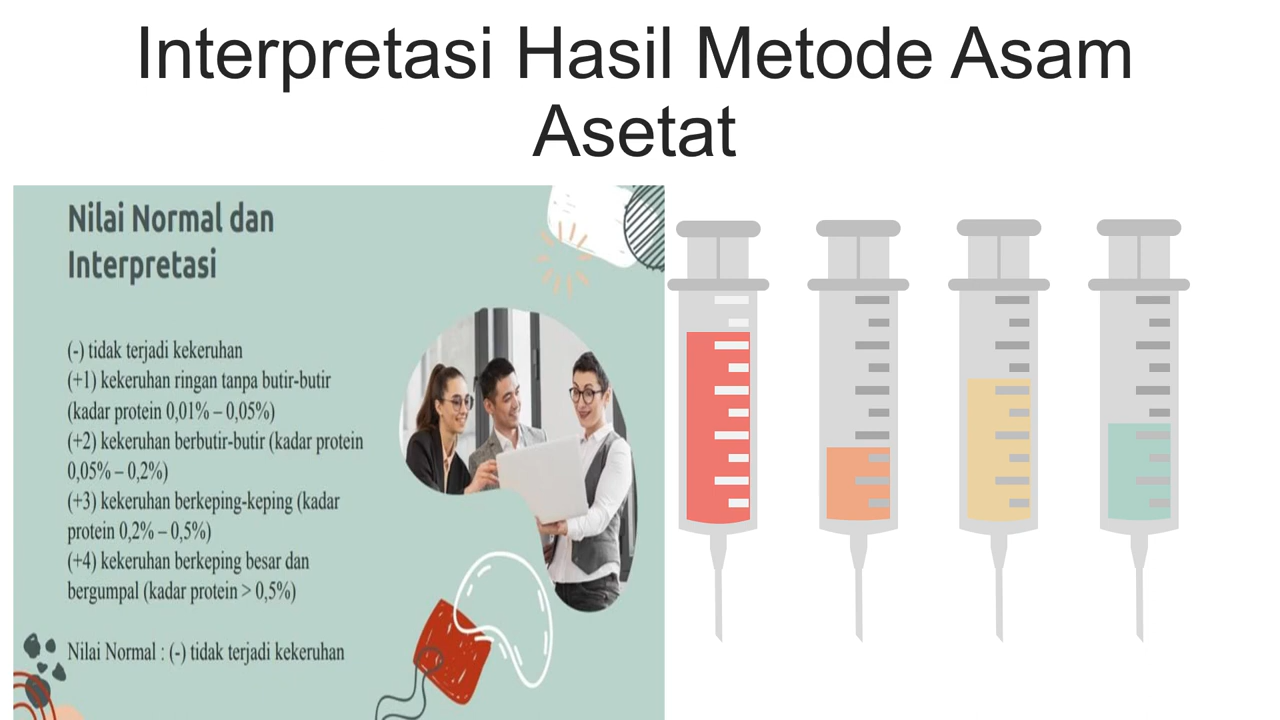 Interpretasi Hasil Metode Asam
Asetat
Nilai Normal dan
Interpretasi
(-) tidak terjadi kekeruhan
(+1) kekeruhan ringan tanpa butir-butir
(kadar protein 0,01% – 0,05%)
(+2) kekeruhan berbutir-butir (kadar protein
0,05% – 0,2%)
(+3) kekeruhan berkeping-keping (kadar
protein 0,2% – 0,5%)
(+4) kekeruhan berkeping besar dan
bergumpal (kadar protein > 0,5%)
Nilai Normal : (-) tidak terjadi kekeruhan